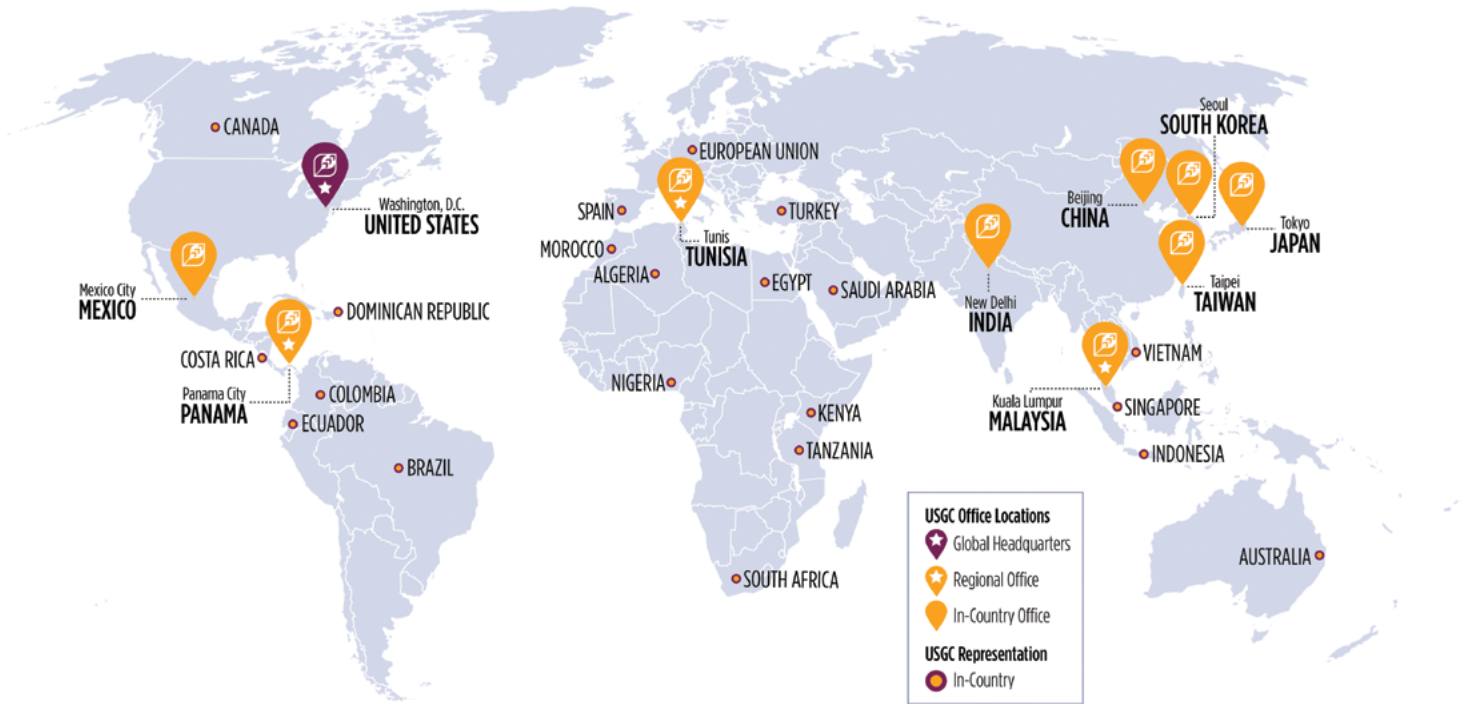 CANADA
Washington, D.C.
UNITED STATES
Mexico City
MEXICO
DOMINICAN REPUBLIC
COSTA RICA
Panama City
PANAMA
COLOMBIA
ECUADOR
BRAZIL
EUROPEAN UNION
SPAIN
TURKEY
MOROCCO
Tunis
TUNISIA
ALGERIA
EGYPT
SAUDI ARABIA
NIGERIA
KENYA
TANZANIA
SOUTH AFRICA
Seoul
SOUTH KOREA
Beijing
CHINA
Tokyo
JAPAN
Taipei
TAIWAN
New Delhi
INDIA
VIETNAM
Kuala Lumpur
MALAYSIA
SINGAPORE
INDONESIA
AUSTRALIA
USGC Office Locations
Global Headquarters
Regional Office
In-Country Office
USGC Representation
In-Country